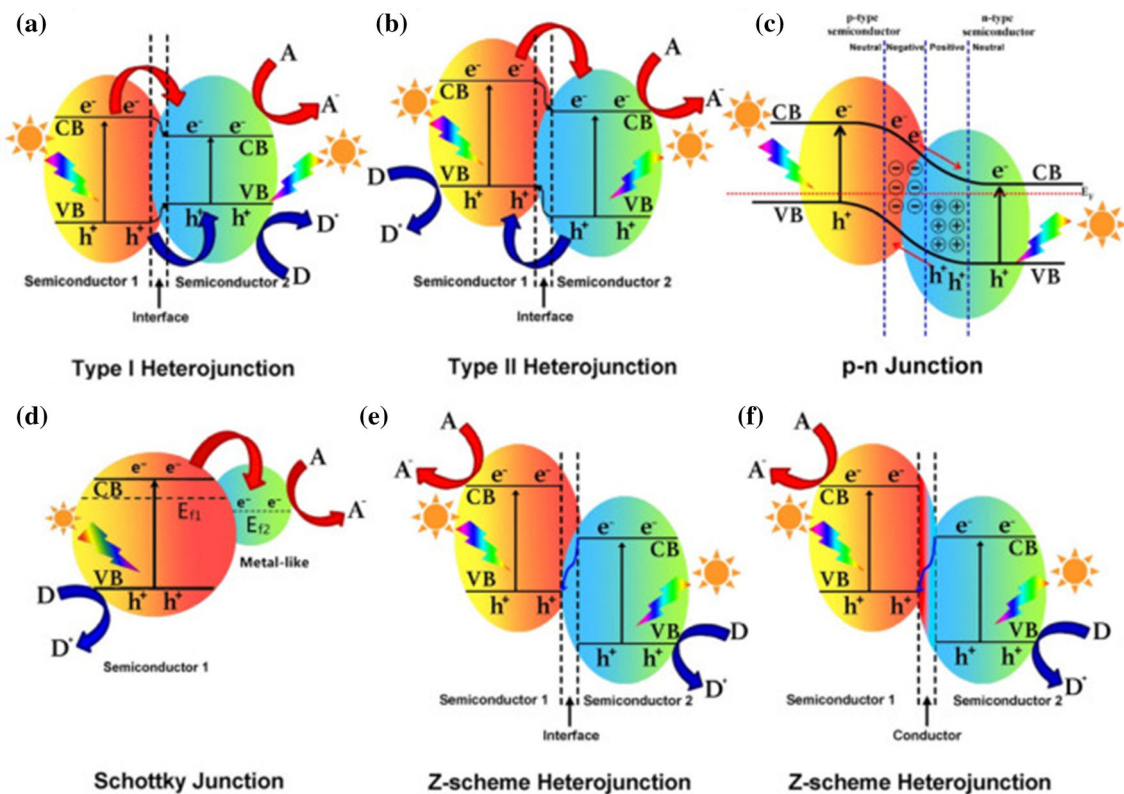 (a)
A
e⁻ e⁻
CB
e⁻ e⁻
A⁻
CB
VB
VB
h⁺ h⁺
h⁺ h⁺
D•
D
Semiconductor 1
Semiconductor 2
Interface
Type I Heterojunction
(b)
A
e⁻ e⁻
CB
e⁻ e⁻
A⁻
CB
D
VB
VB
h⁺ h⁺
D•
h⁺ h⁺
Semiconductor 1
Semiconductor 2
Interface
Type II Heterojunction
(c)
p-type
semiconductor
n-type
semiconductor
Neutral Negative Positive Neutral
CB
e⁻
e⁻
e
e⁻
CB
VB
h⁺
h⁺
h⁺
h⁺
VB
p-n Junction
(d)
e⁻ e⁻
CB
Ef1
A
e⁻ e⁻
Ef2
A⁻
Metal-like
D
VB
h⁺ h⁺
D•
Semiconductor 1
Schottky Junction
(e)
A
A⁻
e⁻ e⁻
CB
e⁻ e⁻
CB
VB
h⁺ h⁺
VB
D
h⁺ h⁺
D•
Semiconductor 1
Semiconductor 2
Interface
Z-scheme Heterojunction
(f)
A
A⁻
e⁻ e⁻
CB
e⁻ e⁻
CB
VB
h⁺ h⁺
VB
D
h⁺ h⁺
D•
Semiconductor 1
Semiconductor 2
Conductor
Z-scheme Heterojunction